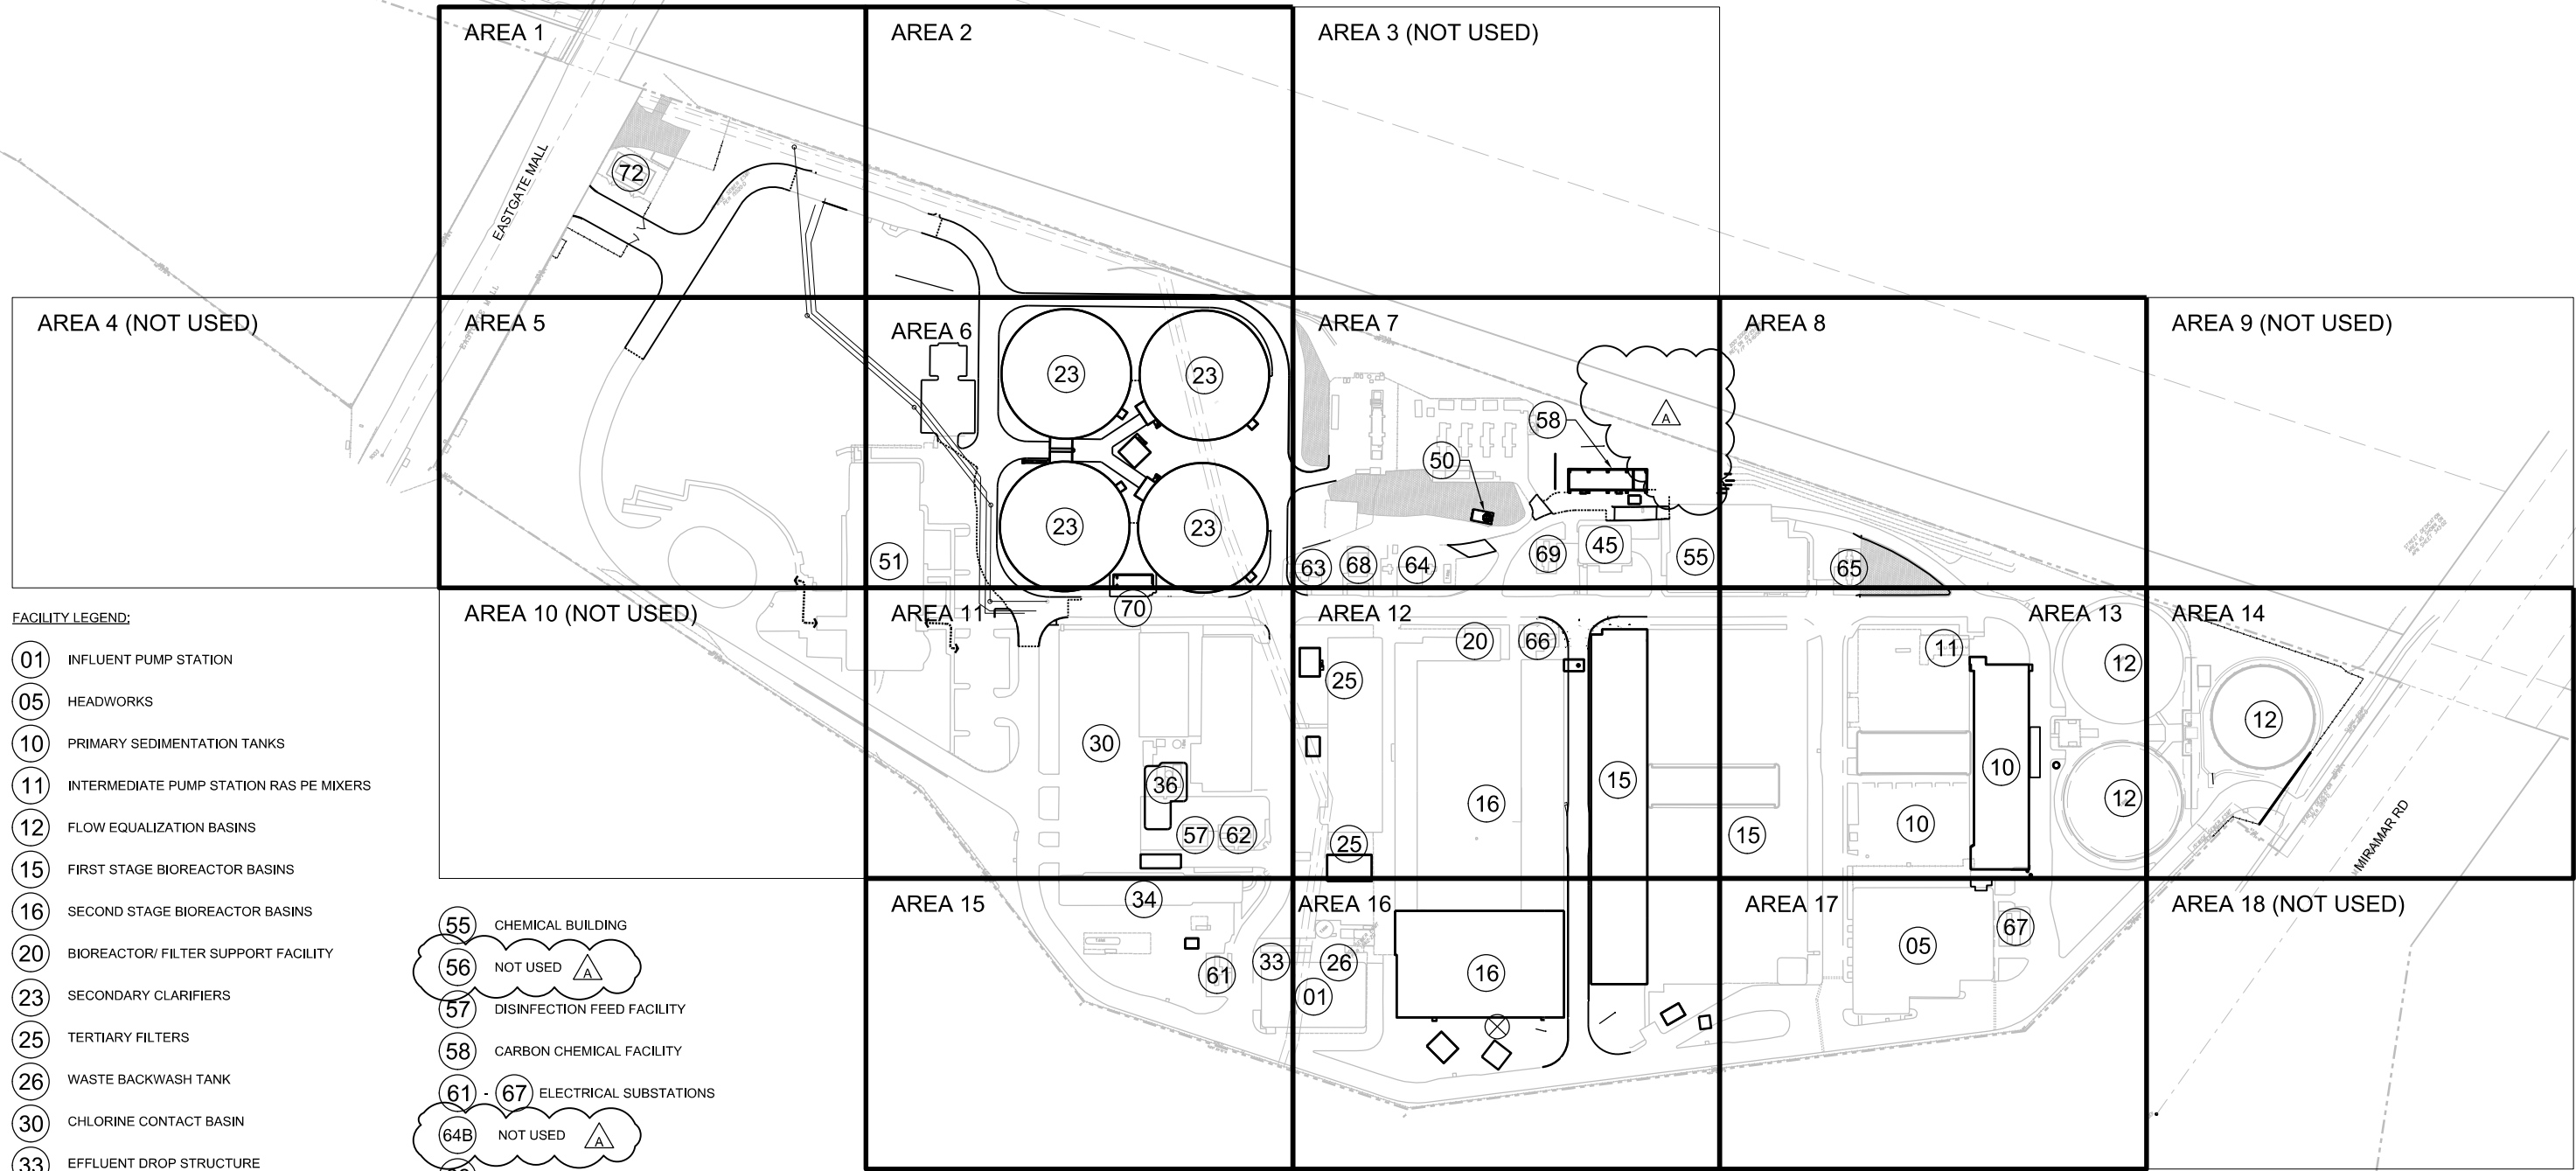 AREA 1
AREA 2
AREA 3 (NOT USED)
72
EASTGATE MALL
AREA 4 (NOT USED)
AREA 5
AREA 6
AREA 7
AREA 8
AREA 9 (NOT USED)
EASTGATE MALL
23
23
A
58
50
23
23
51
63
68
64
69
45
55
65
AREA 10 (NOT USED)
AREA 11
70
AREA 12
AREA 13
AREA 14
20
66
11
12
25
12
30
36
15
10
12
16
57
62
25
15
10
MIRAMAR RD
AREA 15
AREA 16
AREA 17
AREA 18 (NOT USED)
34
67
05
61
33
26
16
01
FACILITY LEGEND:
01 INFLUENT PUMP STATION
05 HEADWORKS
10 PRIMARY SEDIMENTATION TANKS
11 INTERMEDIATE PUMP STATION RAS PE MIXERS
12 FLOW EQUALIZATION BASINS
15 FIRST STAGE BIOREACTOR BASINS
16 SECOND STAGE BIOREACTOR BASINS
20 BIOREACTOR/ FILTER SUPPORT FACILITY
23 SECONDARY CLARIFIERS
25 TERTIARY FILTERS
26 WASTE BACKWASH TANK
30 CHLORINE CONTACT BASIN
33 EFFLUENT DROP STRUCTURE
55 CHEMICAL BUILDING
56 NOT USED A
57 DISINFECTION FEED FACILITY
58 CARBON CHEMICAL FACILITY
61 - 67 ELECTRICAL SUBSTATIONS
64B NOT USED A